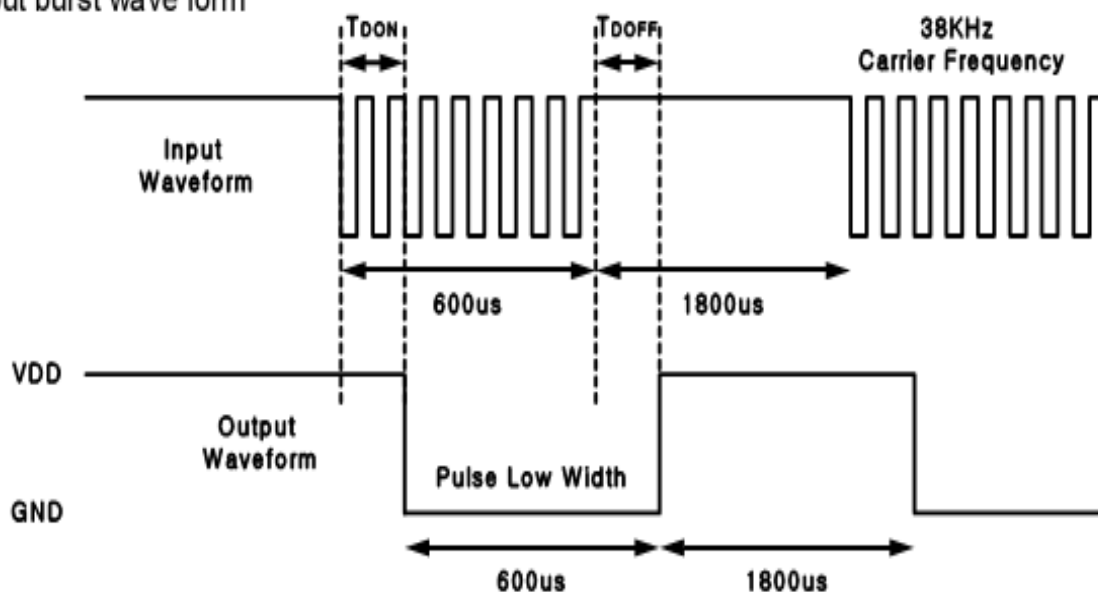 burst wave form
TDON
TDOFF
38KHz
Carrier Frequency
Input
Waveform
600us
1800us
VDD
Output
Waveform
Pulse Low Width
GND
600us
1800us